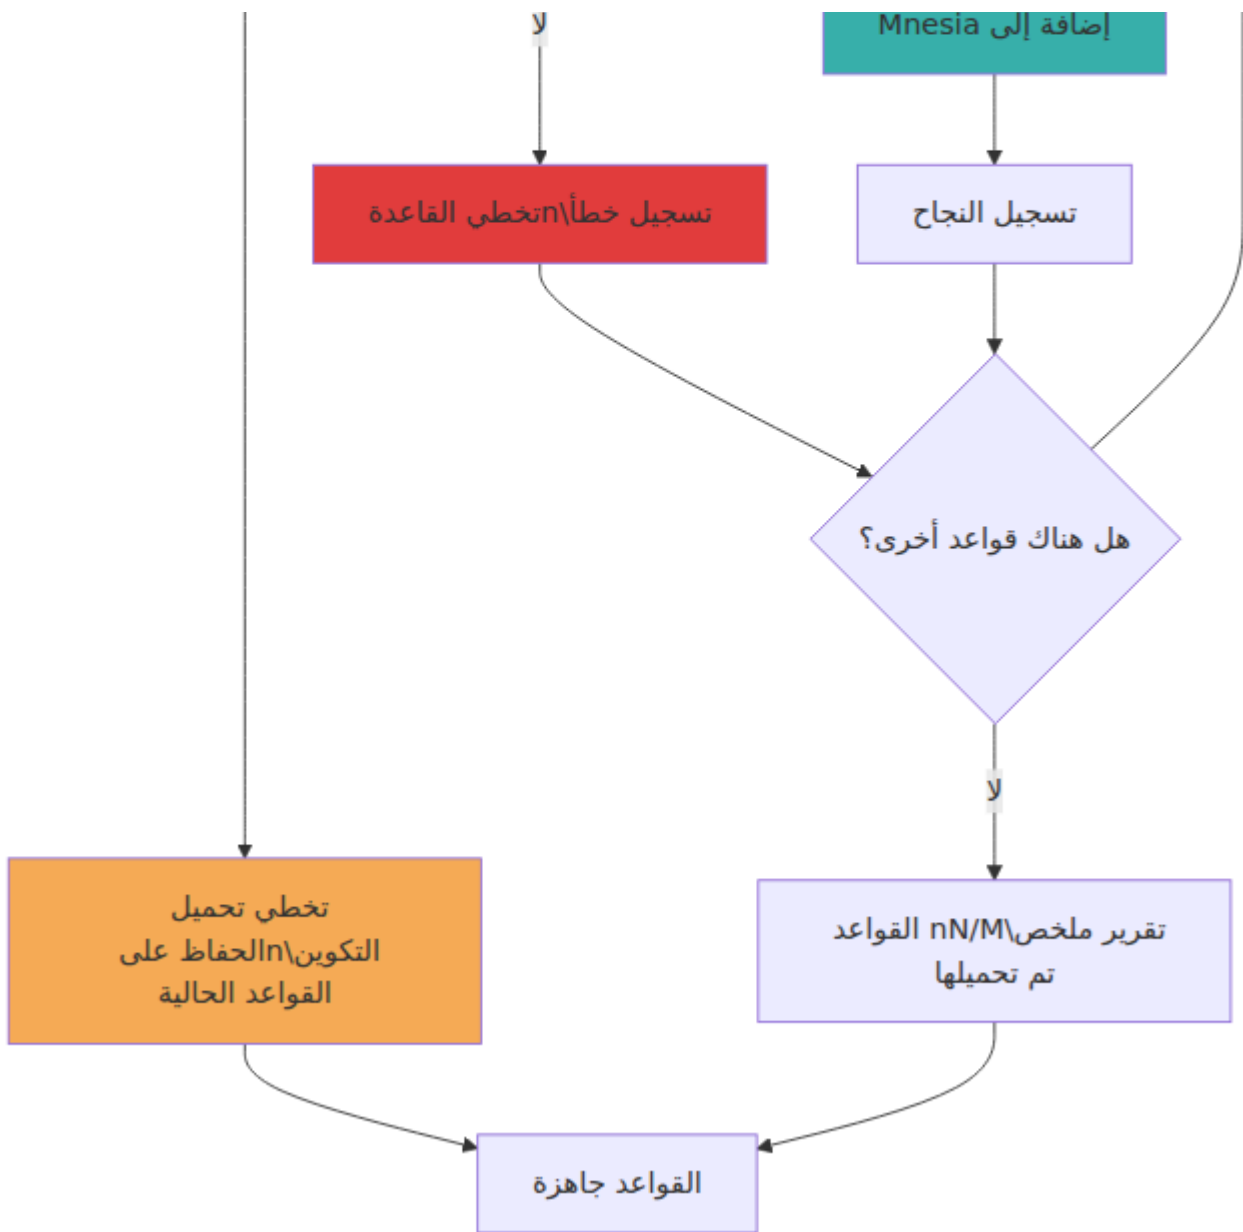 إضافة إلى Mnesia
لا
تسجيل خطأ\nتخطي القاعدة
تسجيل النجاح
هل هناك قواعد أخرى؟
لا
تخطي تحميل
التكوين\nالحفاظ على
القواعد الحالية
تقرير ملخص\nN/M القواعد
تم تحميلها
القواعد جاهزة